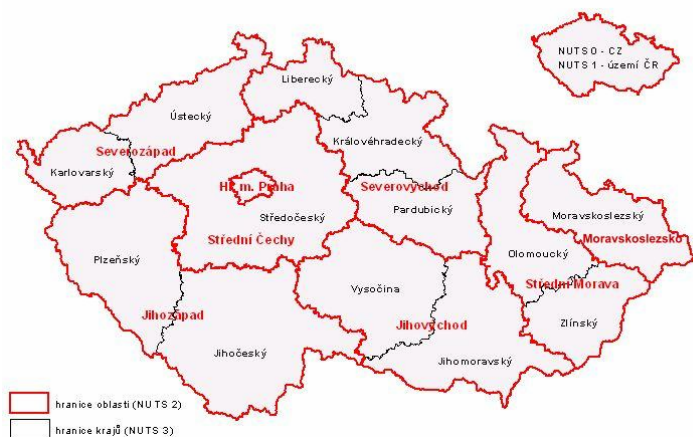 NUTS 0 - CZ
NUTS 1 - území ČR
Liberecký
Ústecký
Královéhradecký
Severozápad
Karlovarský
Hl. m. Praha
Severovýchod
Středočeský
Pardubický
Moravskoslezský
Střední Čechy
Moravskoslezsko
Plzeňský
Olomoucký
Vysočina
Střední Morava
Jihozápad
Jihovýchod
Zlínský
Jihočeský
Jihomoravský
hranice oblastí (NUTS 2)
hranice krajů (NUTS 3)